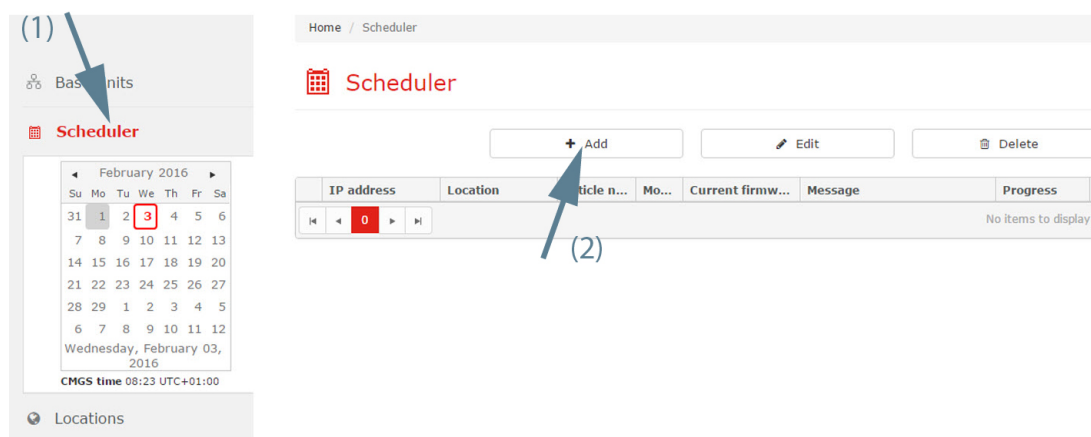 (1)
Base Units
Scheduler
February 2016
Su Mo Tu We Th Fr Sa
31 1 2 3 4 5 6
7 8 9 10 11 12 13
14 15 16 17 18 19 20
21 22 23 24 25 26 27
28 29 1 2 3 4 5
6 7 8 9 10 11 12
Wednesday, February 03,
2016
CMGS time 08:23 UTC+01:00
Locations
Home / Scheduler
Scheduler
Add Edit Delete
IP address Location Article n... Mo... Current firmw... Message Progress
0 No items to display
(2)